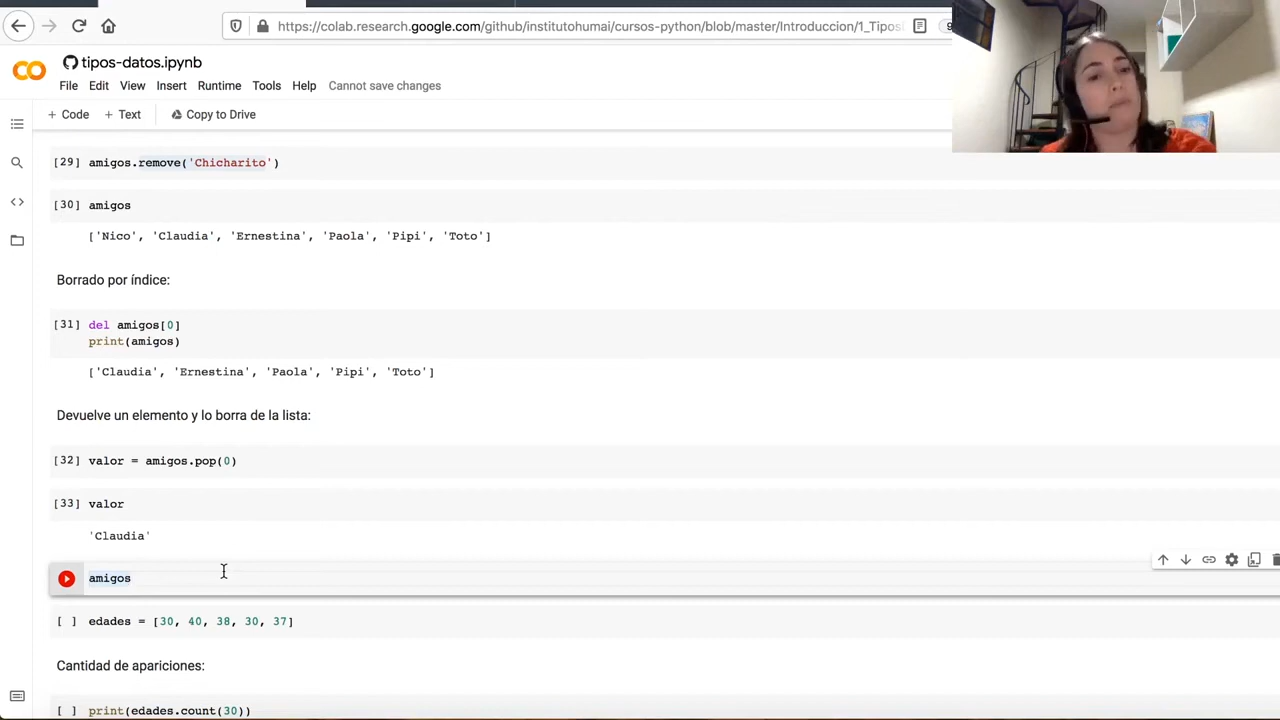 https://colab.research.google.com/github/institutohumai/cursos-python/blob/master/Introduccion/1_Tipos
tipos-datos.ipynb
File Edit View Insert Runtime Tools Help Cannot save changes
+ Code + Text Copy to Drive
[29] amigos.remove('Chicharito')
[30] amigos
['Nico', 'Claudia', 'Ernestina', 'Paola', 'Pipi', 'Toto']
Borrado por índice:
[31] del amigos[0]
print(amigos)
['Claudia', 'Ernestina', 'Paola', 'Pipi', 'Toto']
Devuelve un elemento y lo borra de la lista:
[32] valor = amigos.pop(0)
[33] valor
'Claudia'
amigos
[ ] edades = [30, 40, 38, 30, 37]
Cantidad de apariciones:
[ ] print(edades.count(30))